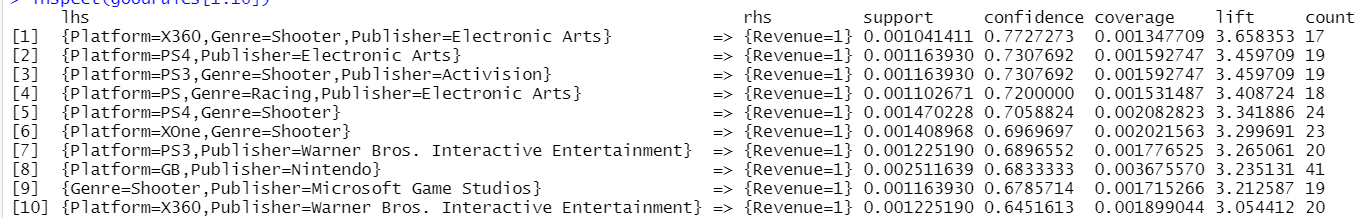 > inspect(goodrules[1:10])
lhs rhs support confidence coverage lift count
[1] {Platform=X360,Genre=Shooter,Publisher=Electronic Arts} => {Revenue=1} 0.001041411 0.7727273 0.001347709 3.658353 17
[2] {Platform=PS4,Publisher=Electronic Arts} => {Revenue=1} 0.001163930 0.7307692 0.001592747 3.459709 19
[3] {Platform=PS3,Genre=Shooter,Publisher=Activision} => {Revenue=1} 0.001163930 0.7307692 0.001592747 3.459709 19
[4] {Platform=PS,Genre=Racing,Publisher=Electronic Arts} => {Revenue=1} 0.001102671 0.7200000 0.001531487 3.408724 18
[5] {Platform=PS4,Genre=Shooter} => {Revenue=1} 0.001470228 0.7058824 0.002082823 3.341886 24
[6] {Platform=XOne,Genre=Shooter} => {Revenue=1} 0.001408968 0.6969697 0.002021563 3.299691 23
[7] {Platform=PS3,Publisher=Warner Bros. Interactive Entertainment} => {Revenue=1} 0.001225190 0.6896552 0.001776525 3.265061 20
[8] {Platform=GB,Publisher=Nintendo} => {Revenue=1} 0.002511639 0.6833333 0.003675570 3.235131 41
[9] {Genre=Shooter,Publisher=Microsoft Game Studios} => {Revenue=1} 0.001163930 0.6785714 0.001715266 3.212587 19
[10] {Platform=X360,Publisher=Warner Bros. Interactive Entertainment} => {Revenue=1} 0.001225190 0.6451613 0.001899044 3.054412 20